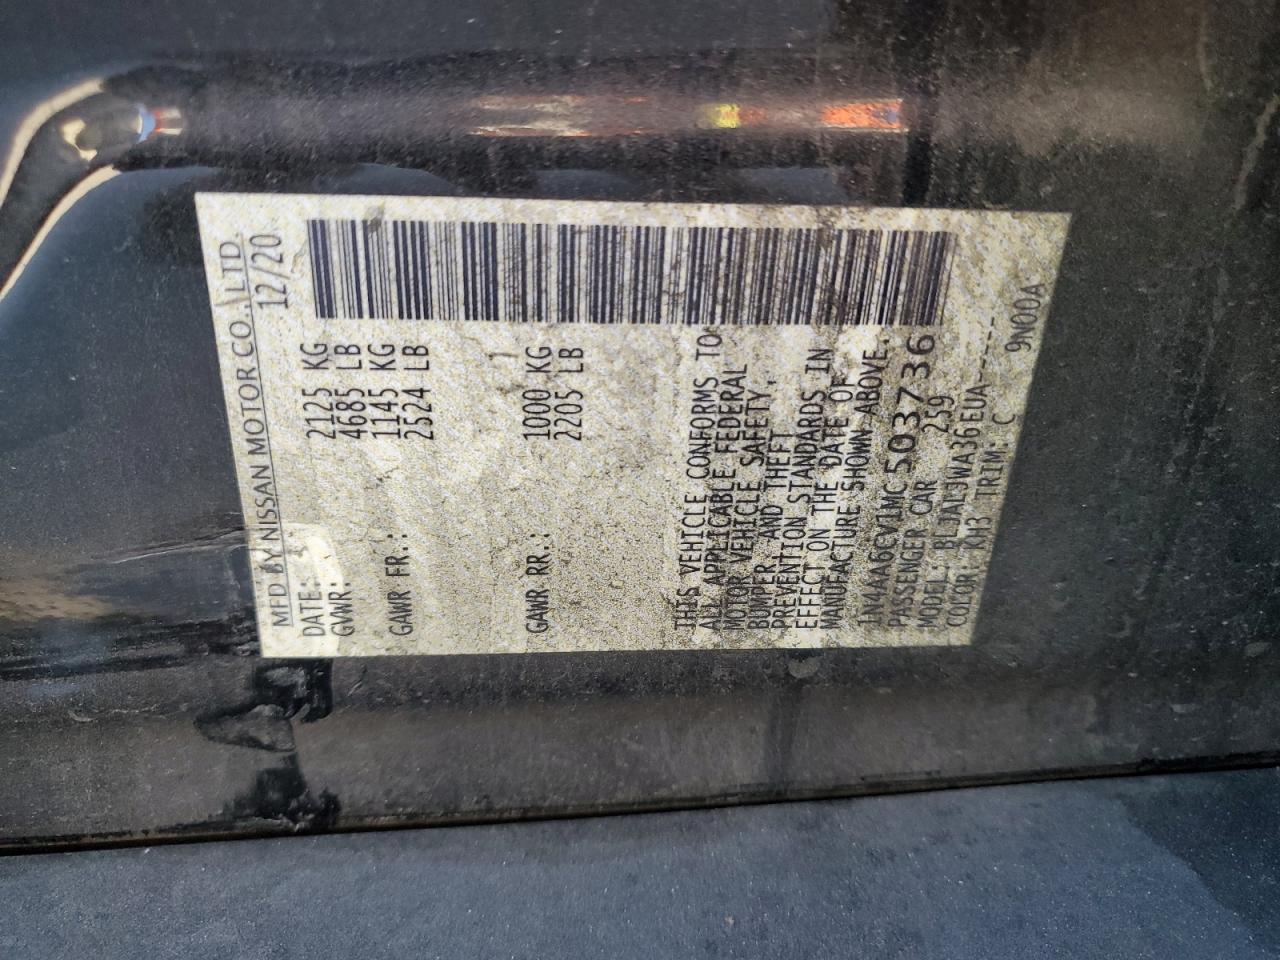 MFD BY NISSAN MOTOR CO.,LTD.
DATE: 12/20
GVWR: 2125 KG
4685 LB
GAWR FR.: 1145 KG
2524 LB
GAWR RR.: 1000 KG
2205 LB
THIS VEHICLE CONFORMS TO
ALL APPLICABLE FEDERAL
MOTOR VEHICLE SAFETY,
BUMPER, AND THEFT
PREVENTION STANDARDS IN
EFFECT ON THE DATE OF
MANUFACTURE SHOWN ABOVE.
1N4AA6CV1MC503736
PASSENGER CAR 259
MODEL: BLJALJWA36EUA-----
COLOR: KH3 TRIM: C 9N00A